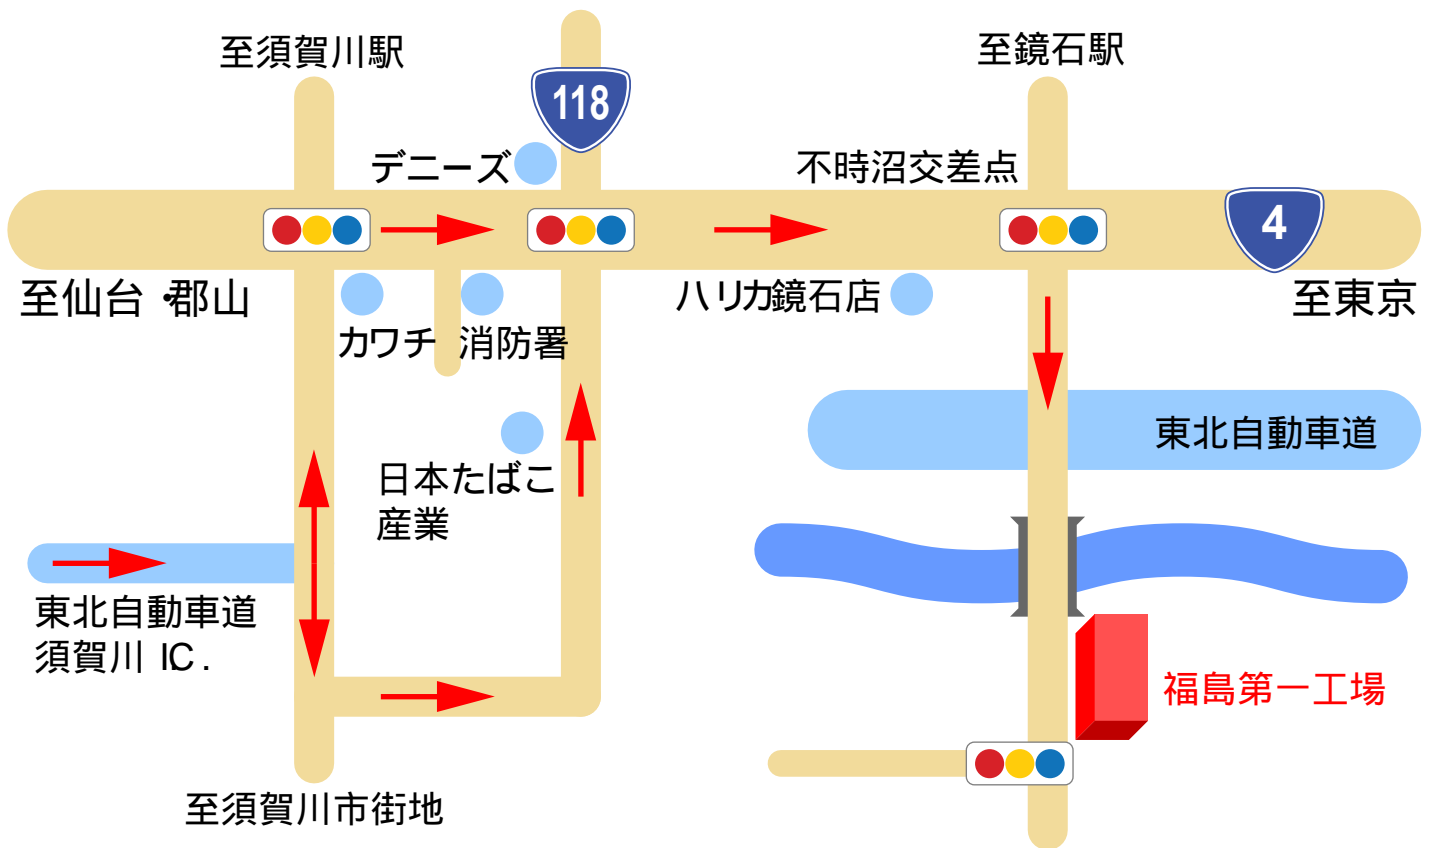 至須賀川駅
至鏡石駅
118
デニーズ
不時沼交差点
4
至仙台・郡山
ハリカ鏡石店
至東京
カワチ
消防署
東北自動車道
日本たばこ
産業
東北自動車道
須賀川 IC.
福島第一工場
至須賀川市街地